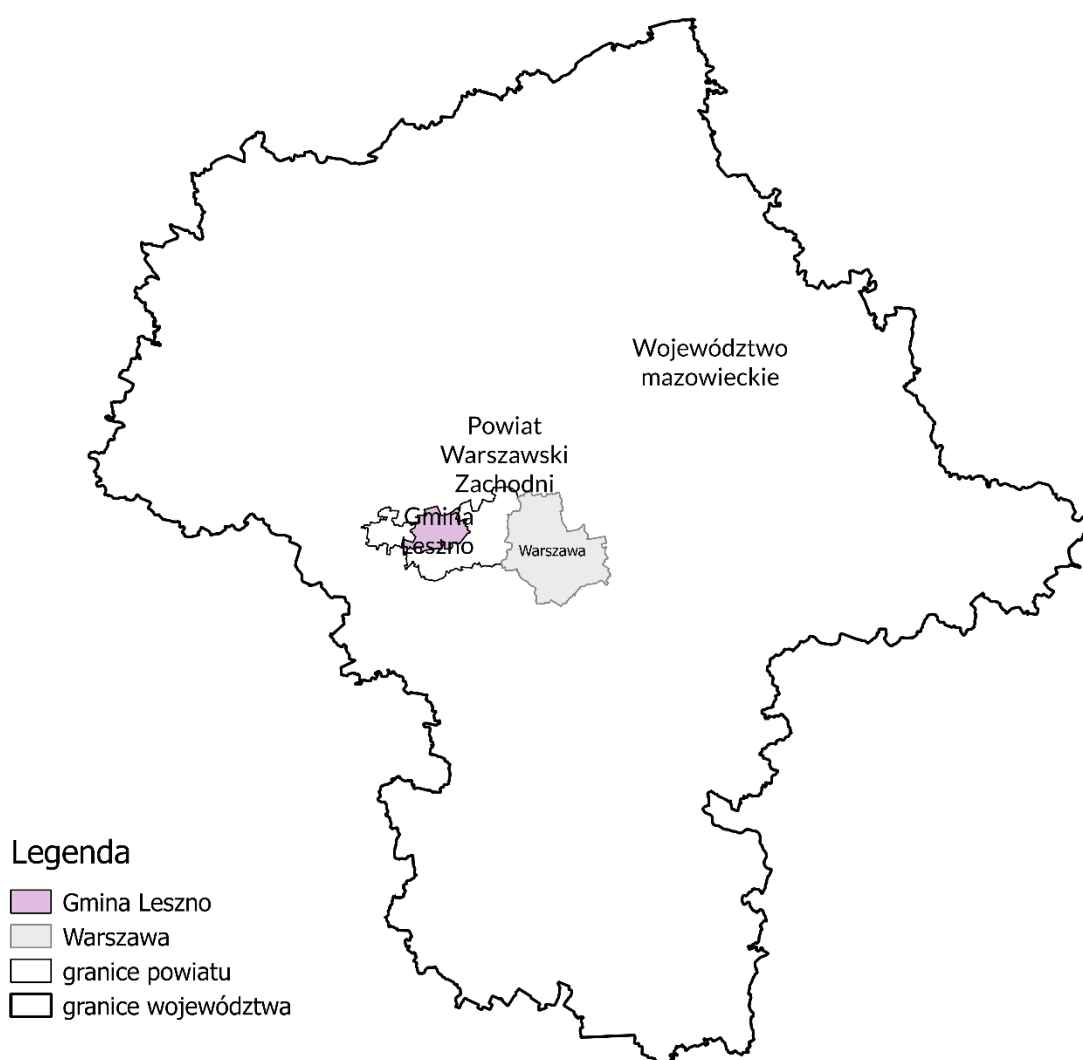 Województwo
mazowieckie
Powiat
Warszawski
Zachodni
Gmina
Leszno
Warszawa
Legenda
Gmina Leszno
Warszawa
granice powiatu
granice województwa